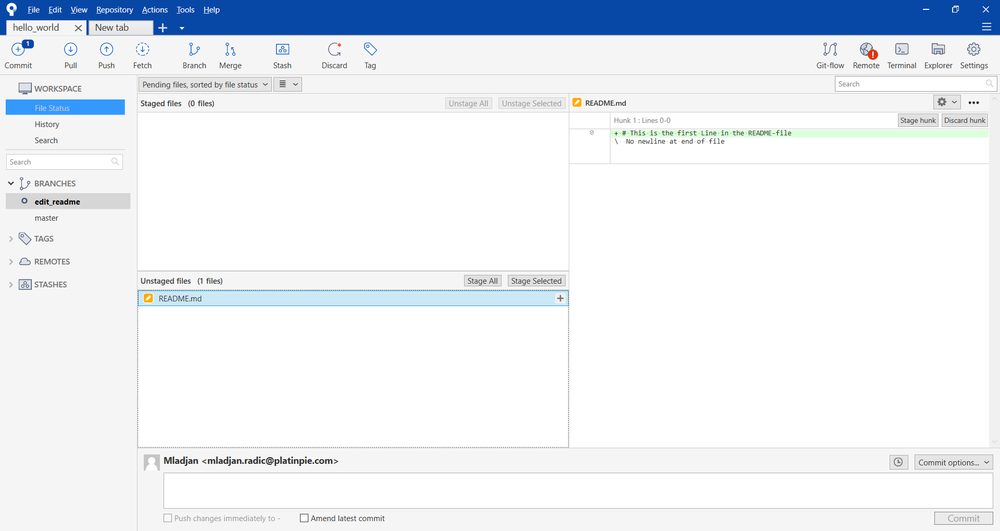 File Edit View Repository Actions Tools Help
hello_world New tab
1
Commit Pull Push Fetch Branch Merge Stash Discard Tag Git-flow Remote Terminal Explorer Settings
WORKSPACE
File Status
History
Search
Search
BRANCHES
edit_readme
master
TAGS
REMOTES
STASHES
Pending files, sorted by file status
Search
Staged files (0 files) Unstage All Unstage Selected
Unstaged files (1 files) Stage All Stage Selected
README.md
README.md
Hunk 1 : Lines 0-0 Stage hunk Discard hunk
0 + # This is the first Line in the README-file
\ No newline at end of file
Mladjan <mladjan.radic@platinpie.com> Commit options...
Push changes immediately to - Amend latest commit Commit